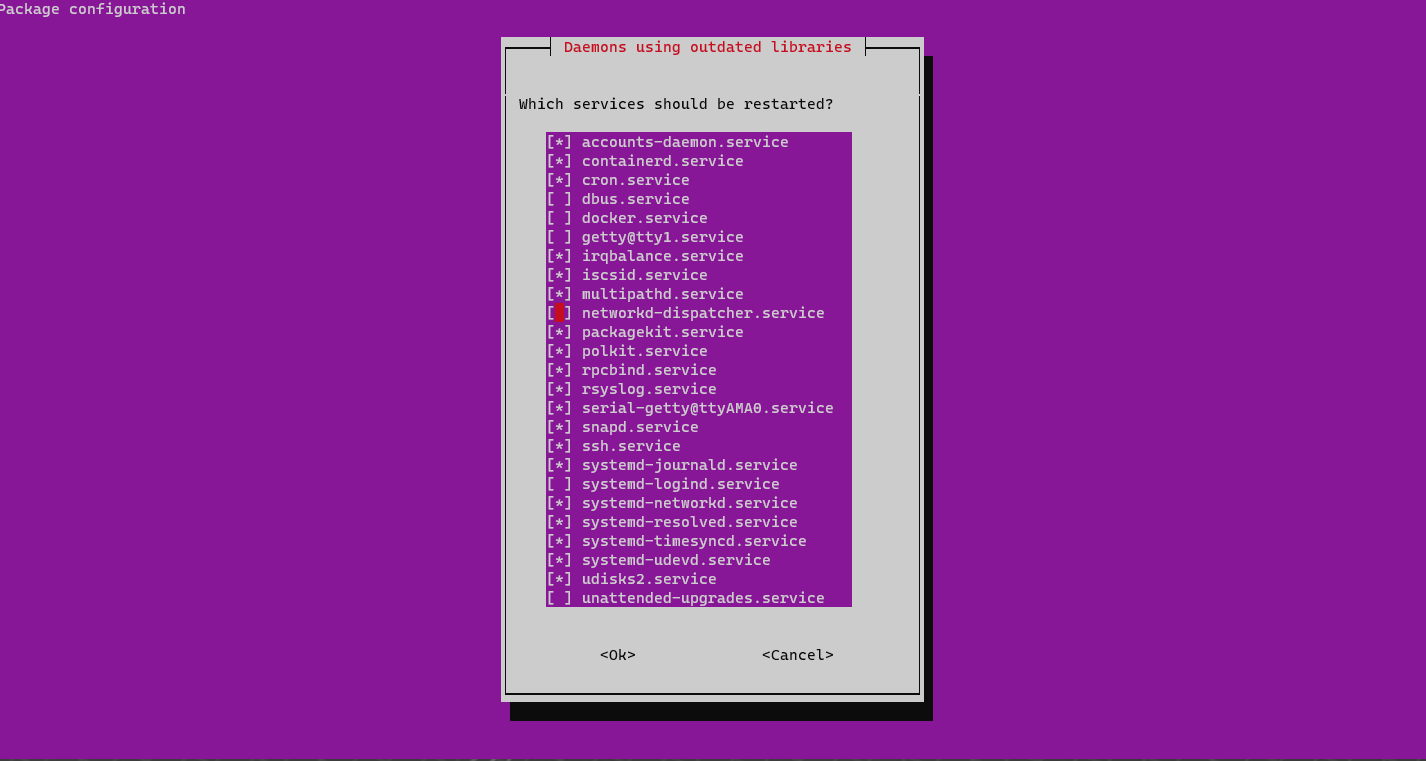 Package configuration
Daemons using outdated libraries
Which services should be restarted?
[*] accounts-daemon.service
[*] containerd.service
[*] cron.service
[ ] dbus.service
[ ] docker.service
[ ] getty@tty1.service
[*] irqbalance.service
[*] iscsid.service
[*] multipathd.service
[ ] networkd-dispatcher.service
[*] packagekit.service
[*] polkit.service
[*] rpcbind.service
[*] rsyslog.service
[*] serial-getty@ttyAMA0.service
[*] snapd.service
[*] ssh.service
[*] systemd-journald.service
[ ] systemd-logind.service
[*] systemd-networkd.service
[*] systemd-resolved.service
[*] systemd-timesyncd.service
[*] systemd-udevd.service
[*] udisks2.service
[ ] unattended-upgrades.service
<Ok> <Cancel>